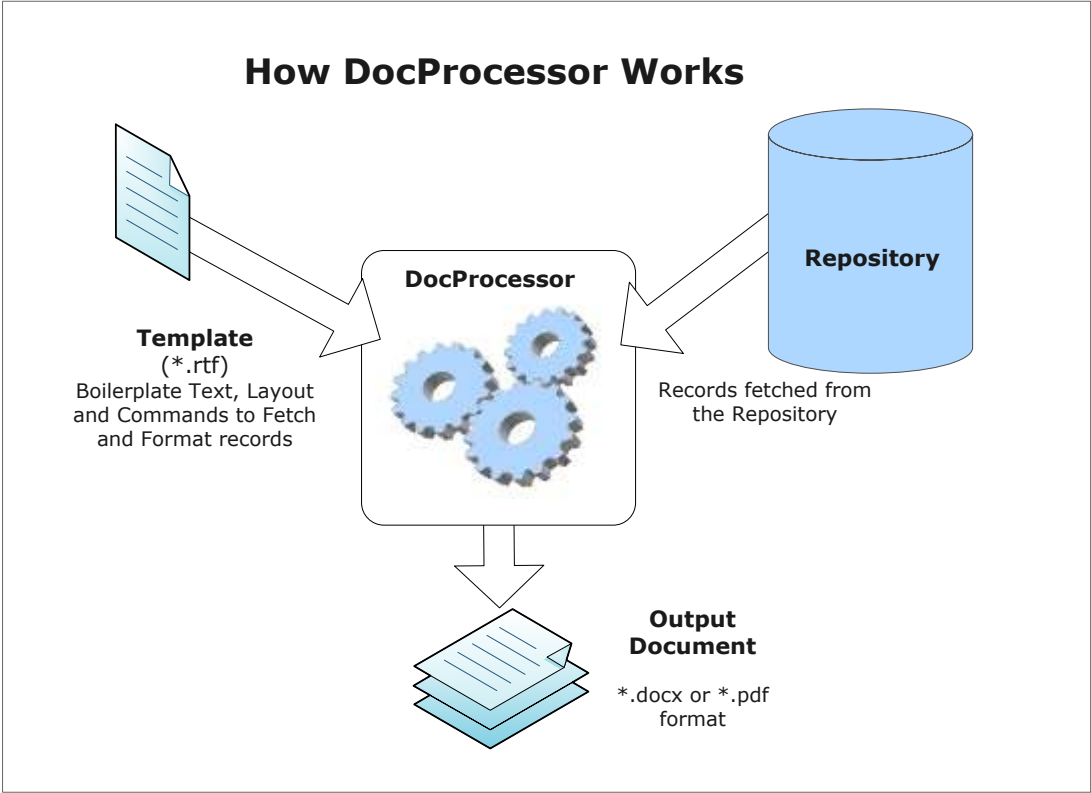 How DocProcessor Works
Repository
DocProcessor
Template
(*.rtf)
Boilerplate Text, Layout
and Commands to Fetch
and Format records
Records fetched from
the Repository
Output
Document
*.docx or *.pdf
format